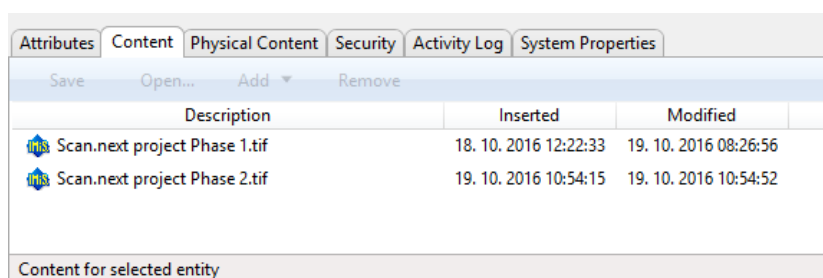 Attributes Content Physical Content Security Activity Log System Properties
Save Open... Add Remove
Description Inserted Modified
IMiS Scan.next project Phase 1.tif 18. 10. 2016 12:22:33 19. 10. 2016 08:26:56
IMiS Scan.next project Phase 2.tif 19. 10. 2016 10:54:15 19. 10. 2016 10:54:52
Content for selected entity